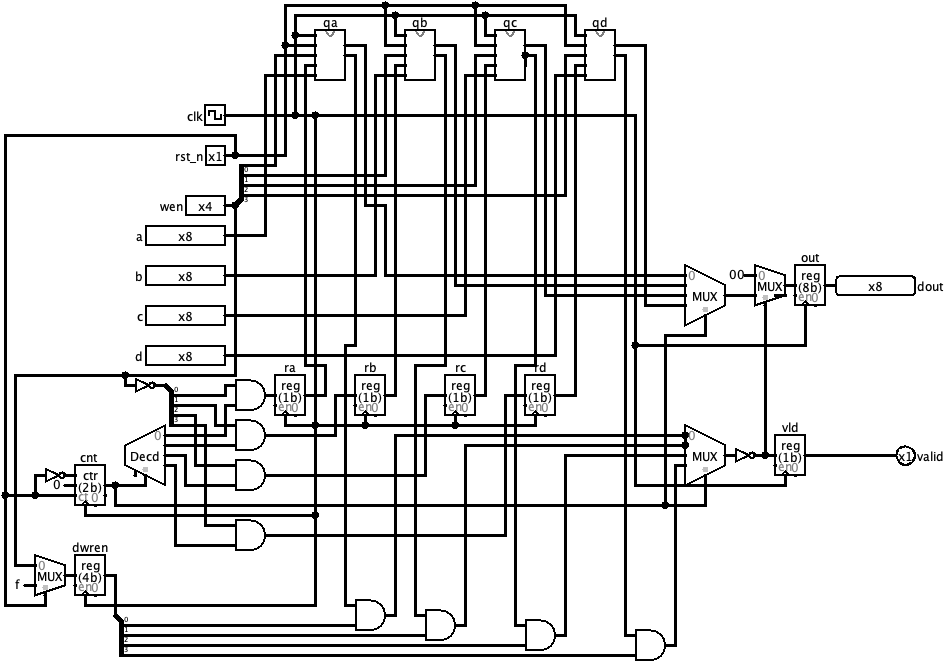 qa qb qc qd
clk
rst_n x1
0
1
2
3
wen x4
a x8
b x8
c x8
d x8
0
MUX
00
0
MUX
out
reg
(8b)
en0
x8 dout
ra rb rc rd
reg reg reg reg
(1b) (1b) (1b) (1b)
en0 en0 en0 en0
0
1
2
3
0
Decd
0
MUX
vld
reg
(1b)
en0
x1 valid
cnt
ctr
(2b)
ct 0
0
dwren
reg
(4b)
en0
0
MUX
f
0
1
2
3